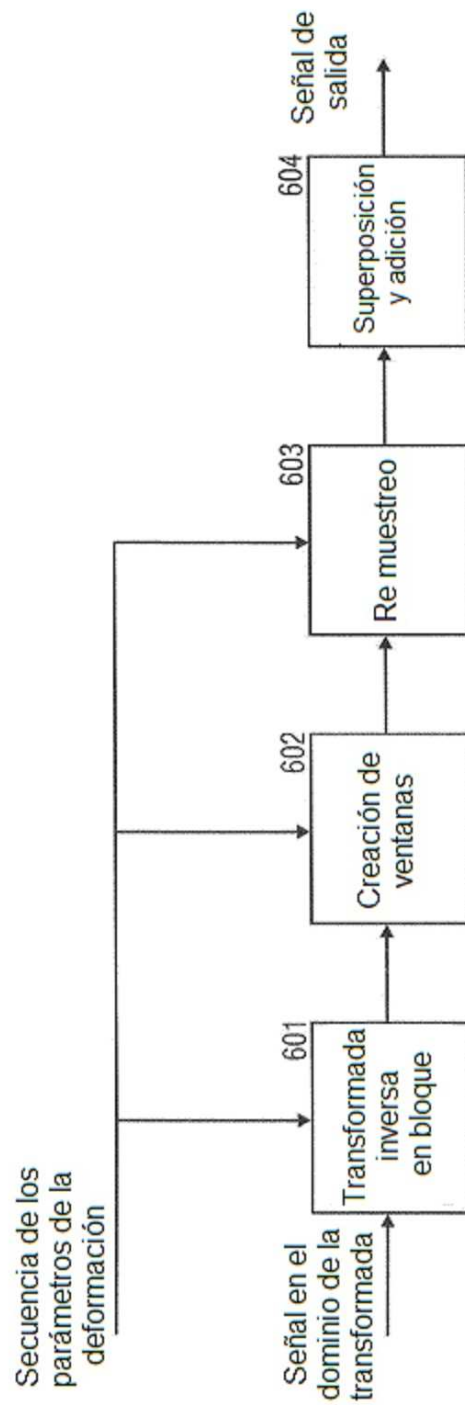 Secuencia de los
parámetros de la
deformación
Señal en el
dominio de la
transformada
601
Transformada
inversa
en bloque
602
Creación de
ventanas
603
Re muestreo
604
Superposición
y adición
Señal de
salida